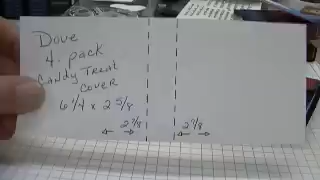 Dove
4. pack
Candy Treat
Cover
6 1/4 x 2 5/8
2 7/8
2 7/8